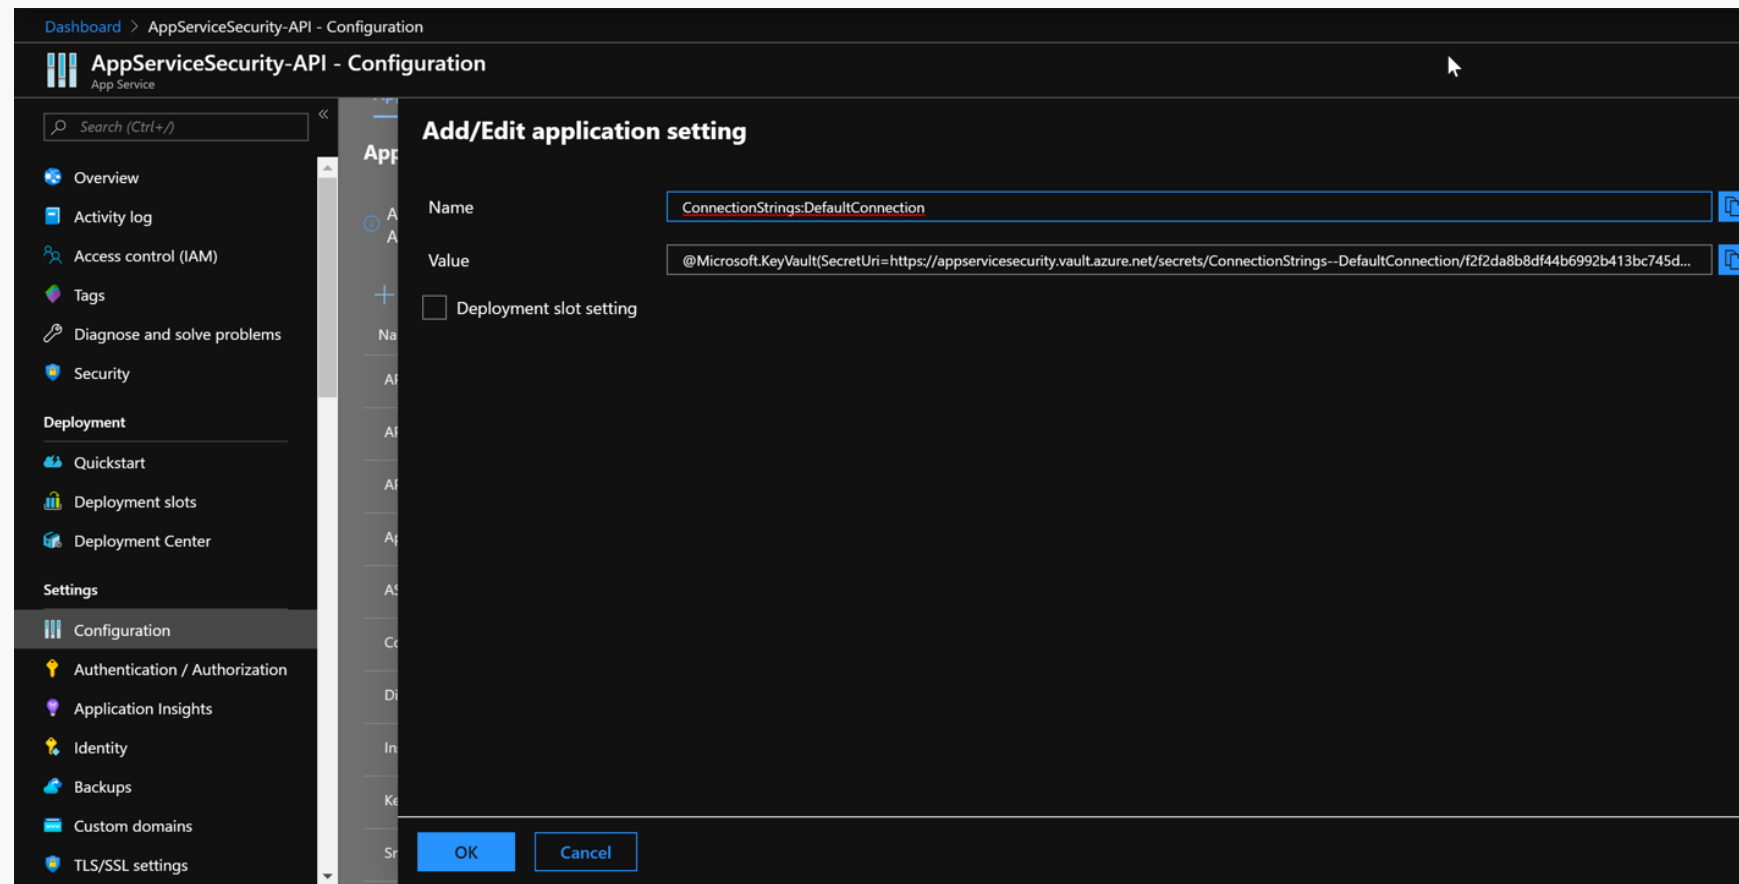 Dashboard > AppServiceSecurity-API - Configuration
AppServiceSecurity-API - Configuration
App Service
Search (Ctrl+/)
«
Overview
Activity log
Access control (IAM)
Tags
Diagnose and solve problems
Security
Deployment
Quickstart
Deployment slots
Deployment Center
Settings
Configuration
Authentication / Authorization
Application Insights
Identity
Backups
Custom domains
TLS/SSL settings
Add/Edit application setting
Name
ConnectionStrings:DefaultConnection
Value
@Microsoft.KeyVault(SecretUri=https://appservicesecurity.vault.azure.net/secrets/ConnectionStrings--DefaultConnection/f2f2da8b8df44b6992b413bc745d...
Deployment slot setting
OK
Cancel